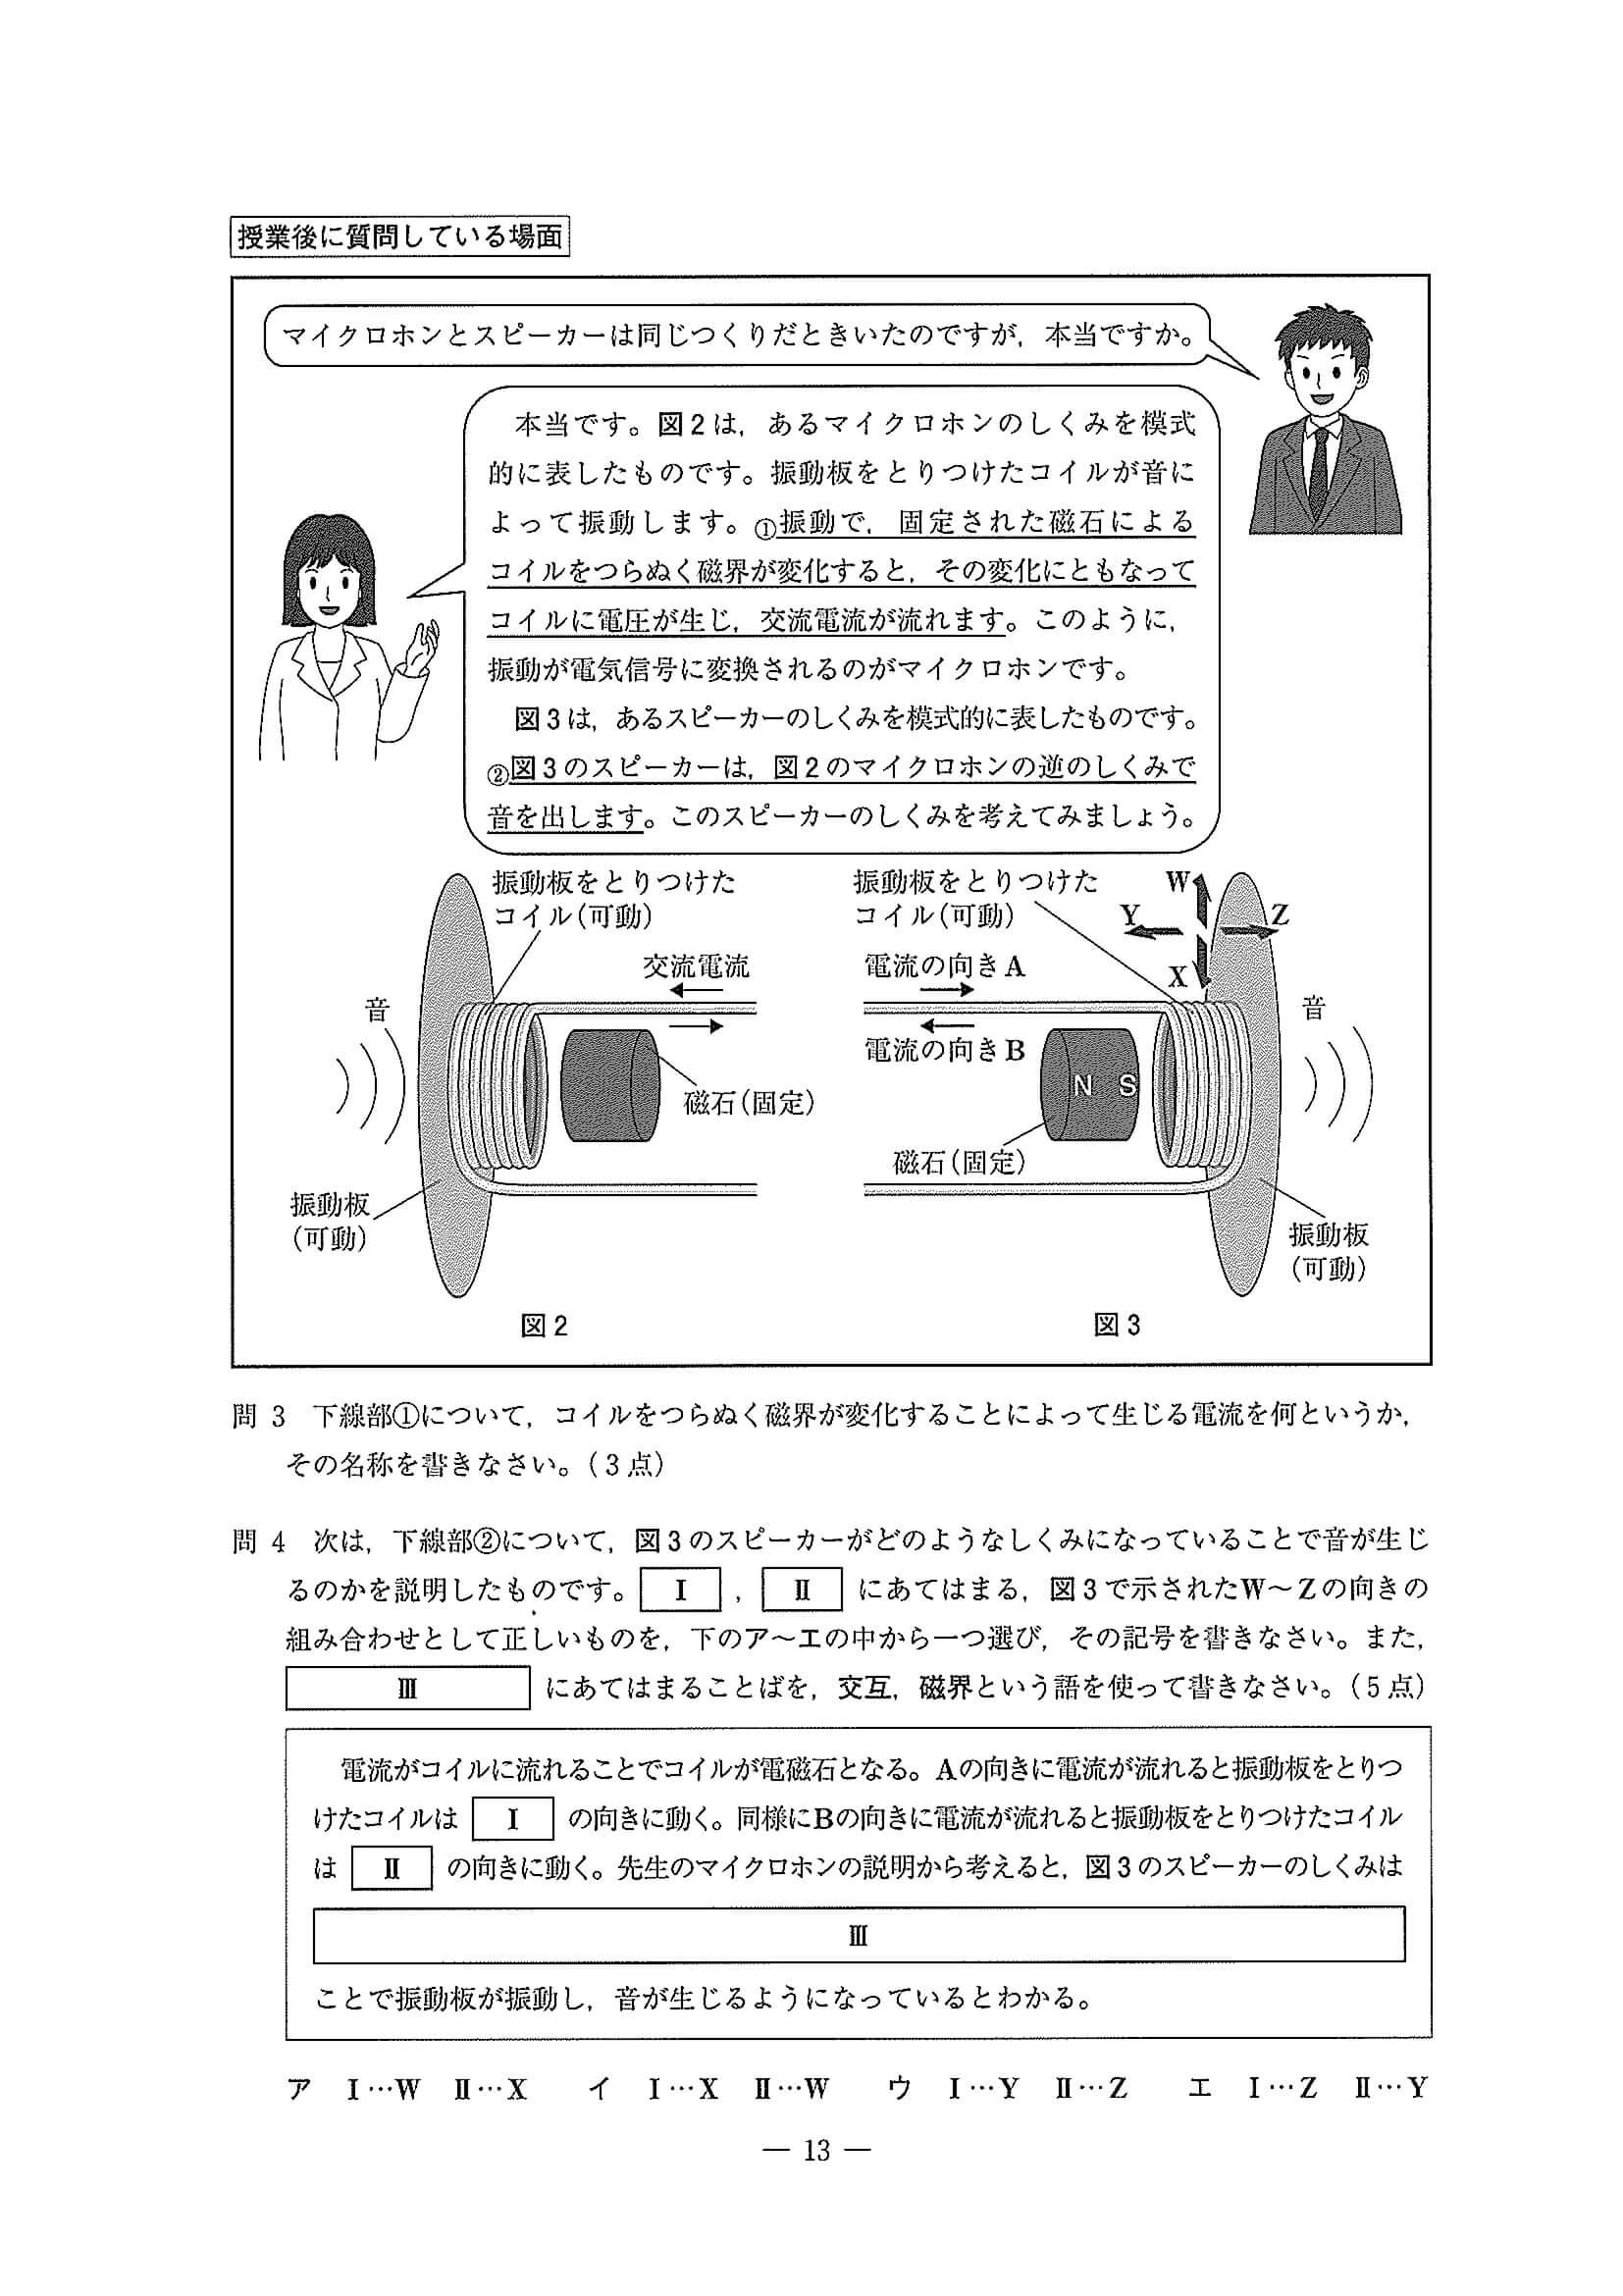 授業後に質問している場面
マイクロホンとスピーカーは同じつくりだときいたのですが，本当ですか。
本当です。図2は，あるマイクロホンのしくみを模式
的に表したものです。振動板をとりつけたコイルが音に
よって振動します。①振動で，固定された磁石による
コイルをつらぬく磁界が変化すると，その変化にともなって
コイルに電圧が生じ，交流電流が流れます。このように，
振動が電気信号に変換されるのがマイクロホンです。
図3は，あるスピーカーのしくみを模式的に表したものです。
②図3のスピーカーは，図2のマイクロホンの逆のしくみで
音を出します。このスピーカーのしくみを考えてみましょう。
振動板をとりつけた
コイル(可動)
交流電流
音
磁石(固定)
振動板
(可動)
図2
振動板をとりつけた
コイル(可動)
W
Y
Z
X
電流の向きA
電流の向きB
音
N S
磁石(固定)
振動板
(可動)
図3
問 3 下線部①について，コイルをつらぬく磁界が変化することによって生じる電流を何というか，
その名称を書きなさい。(3点)
問 4 次は，下線部②について，図3のスピーカーがどのようなしくみになっていることで音が生じ
るのかを説明したものです。 Ⅰ ， Ⅱ にあてはまる，図3で示されたW～Zの向きの
組み合わせとして正しいものを，下のア～エの中から一つ選び，その記号を書きなさい。また，
Ⅲ にあてはまることばを，交互，磁界という語を使って書きなさい。(5点)
電流がコイルに流れることでコイルが電磁石となる。Aの向きに電流が流れると振動板をとりつ
けたコイルは Ⅰ の向きに動く。同様にBの向きに電流が流れると振動板をとりつけたコイル
は Ⅱ の向きに動く。先生のマイクロホンの説明から考えると，図3のスピーカーのしくみは
Ⅲ
ことで振動板が振動し，音が生じるようになっているとわかる。
ア Ⅰ…W Ⅱ…X イ Ⅰ…X Ⅱ…W ウ Ⅰ…Y Ⅱ…Z エ Ⅰ…Z Ⅱ…Y
— 13 —